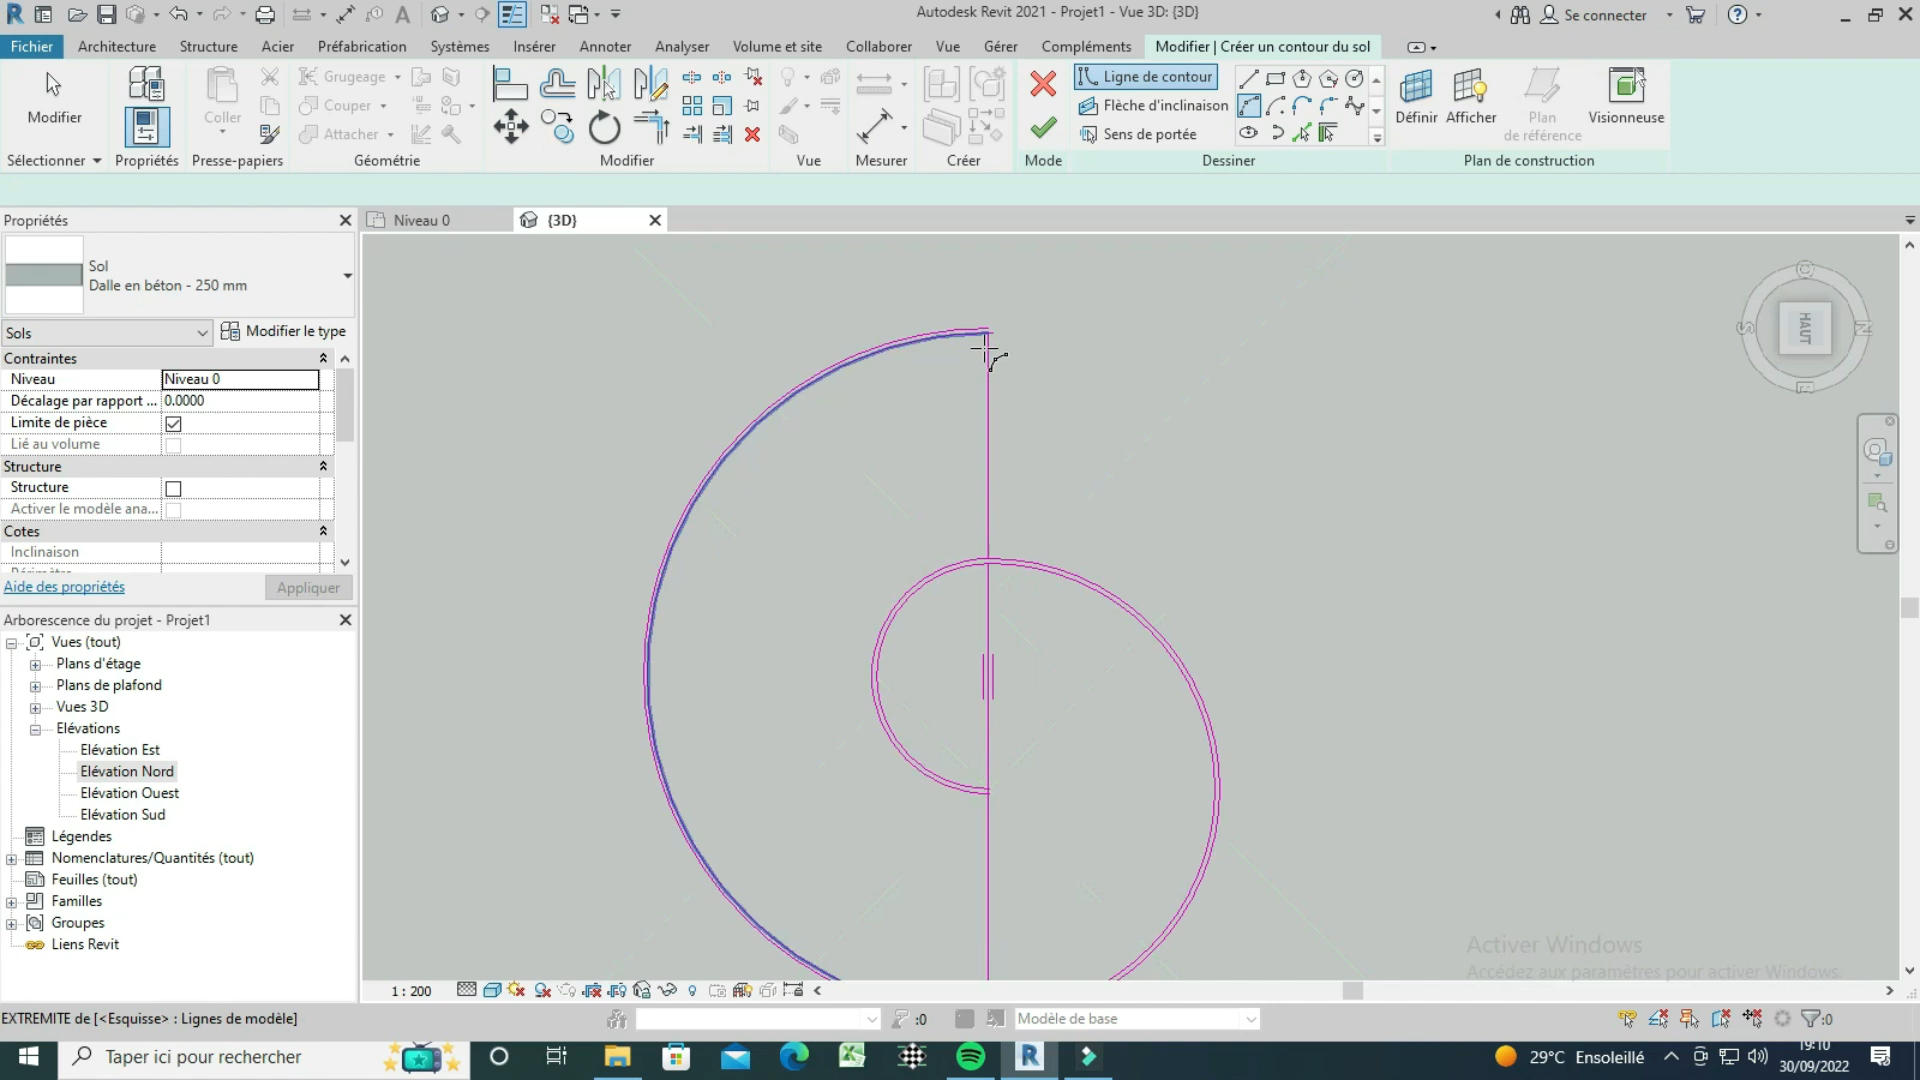 Autodesk Revit 2021 - Projet1 - Vue 3D: {3D}
Se connecter
Fichier Architecture Structure Acier Préfabrication Systèmes Insérer Annoter Analyser Volume et site Collaborer Vue Gérer Compléments Modifier | Créer un contour du sol
Modifier
Sélectionner
Propriétés
Coller
Presse-papiers
Grugeage
Couper
Attacher
Géométrie
Modifier
Vue
Mesurer
Créer
Mode
Ligne de contour
Flèche d'inclinaison
Sens de portée
Dessiner
Définir
Afficher
Plan
de référence
Visionneuse
Plan de construction
Propriétés
Niveau 0
{3D}
Sol
Dalle en béton - 250 mm
Sols
Modifier le type
Contraintes
Niveau Niveau 0
Décalage par rapport ... 0.0000
Limite de pièce
Lié au volume
Structure
Structure
Activer le modèle ana...
Cotes
Inclinaison
Aide des propriétés
Appliquer
Arborescence du projet - Projet1
Vues (tout)
Plans d'étage
Plans de plafond
Vues 3D
Elévations
Elévation Est
Elévation Nord
Elévation Ouest
Elévation Sud
Légendes
Nomenclatures/Quantités (tout)
Feuilles (tout)
Familles
Groupes
Liens Revit
HAUT
Activer Windows
Accédez aux paramètres pour activer Windows.
1 : 200
EXTREMITE de [<Esquisse> : Lignes de modèle]
:0
Modèle de base
:0
Taper ici pour rechercher
29°C Ensoleillé
19:10
30/09/2022